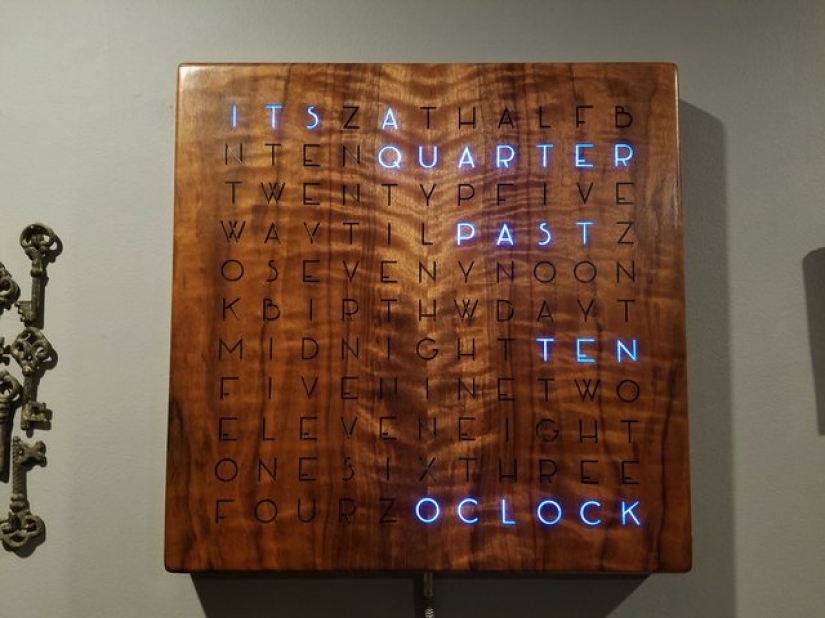 ITSZATHALFB
NTENQUARTER
TWENTYPFIVE
WAYTILPASTZ
OSEVENYNOON
KBIRTHWDAYT
MIDNIGHTTEN
FIVENINETWO
ELEVENEIGHT
ONESIXTHREE
FOURZOCLOCK